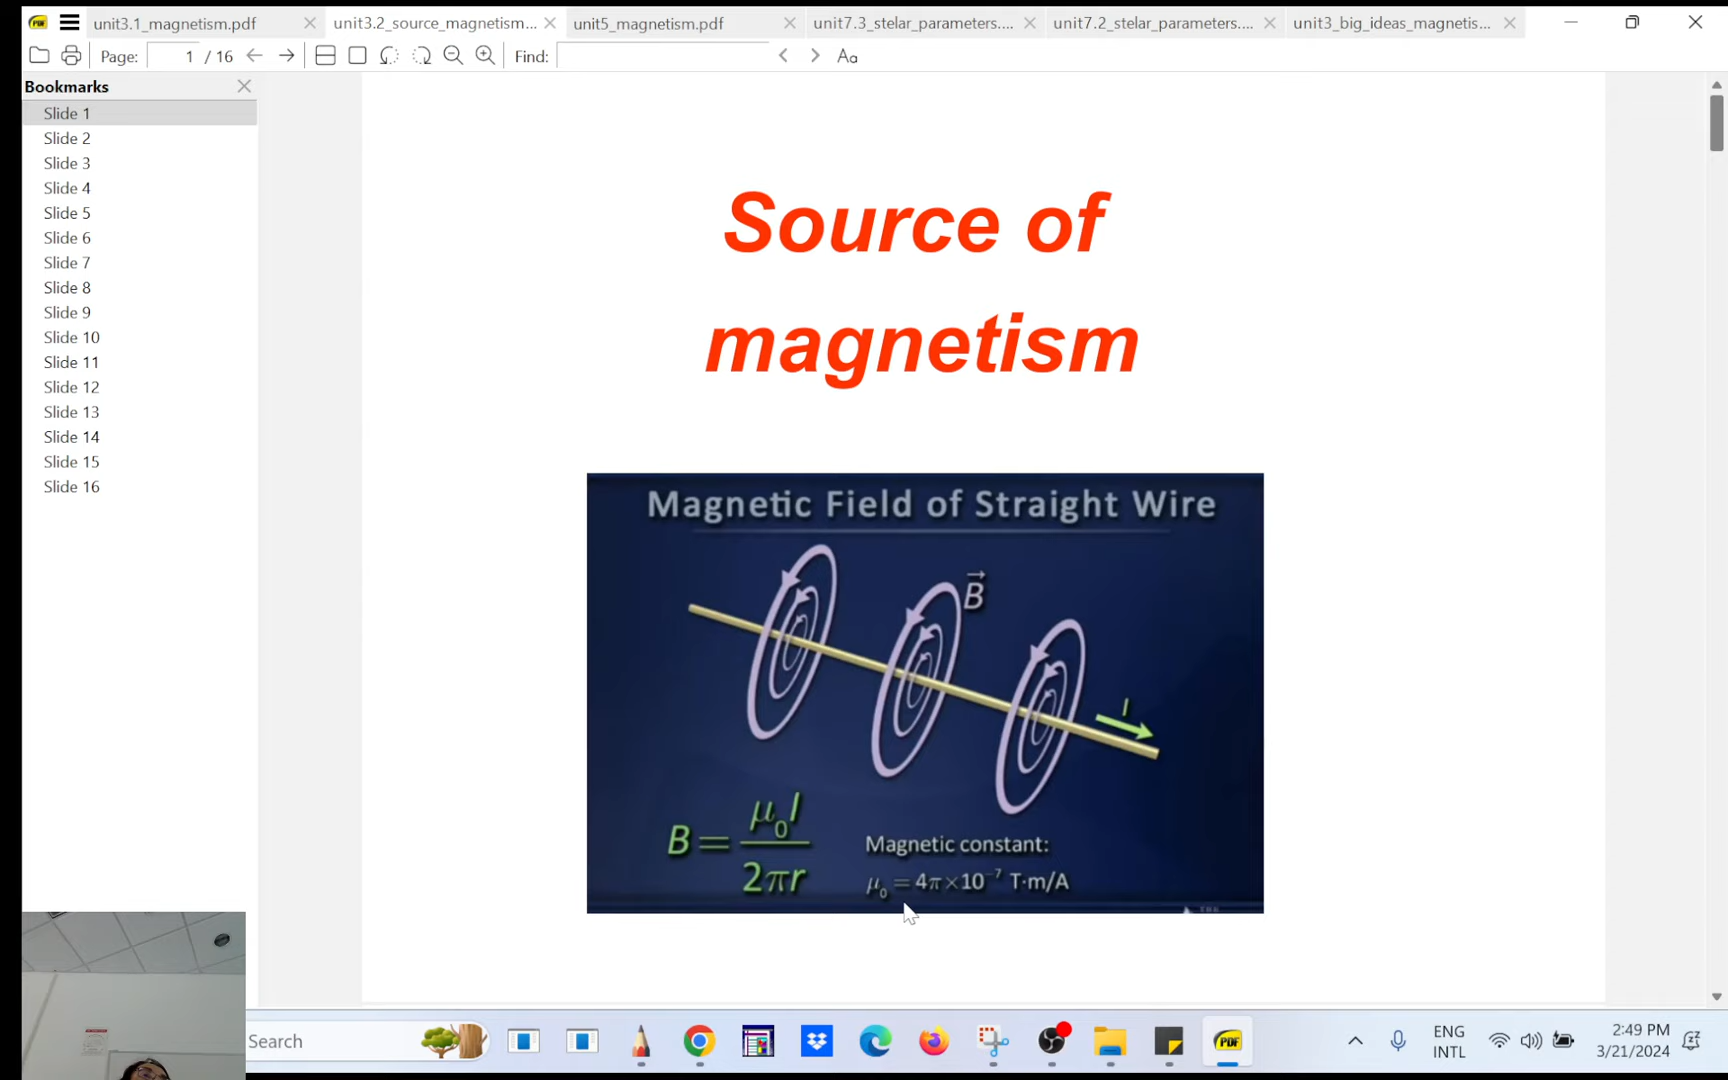 unit3.1_magnetism.pdf
unit3.2_source_magnetism...
unit5_magnetism.pdf
unit7.3_stelar_parameters....
unit7.2_stelar_parameters....
unit3_big_ideas_magnetis...
Page: 1 / 16
Find:
Aa
Bookmarks
Slide 1
Slide 2
Slide 3
Slide 4
Slide 5
Slide 6
Slide 7
Slide 8
Slide 9
Slide 10
Slide 11
Slide 12
Slide 13
Slide 14
Slide 15
Slide 16
Source of
magnetism
Magnetic Field of Straight Wire
B⃗
I
B = μ₀I / 2πr
Magnetic constant:
μ₀ = 4π×10⁻⁷ T·m/A
Search
PDF
PDF
ENG
INTL
2:49 PM
3/21/2024